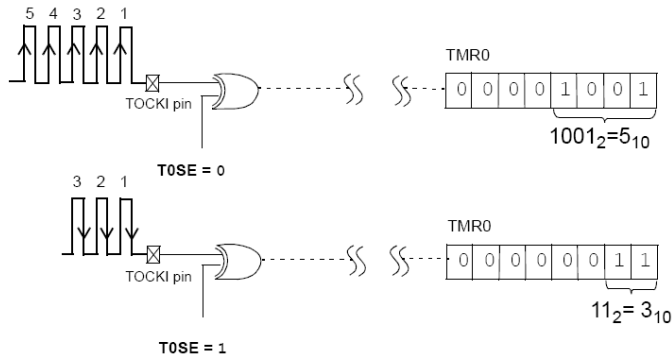 5 4 3 2 1
TMR0
0 0 0 0 1 0 0 1
TOCKI pin
1001₂=5₁₀
T0SE = 0
3 2 1
TMR0
0 0 0 0 0 0 1 1
TOCKI pin
11₂= 3₁₀
T0SE = 1